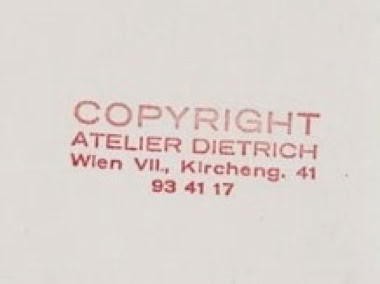 COPYRIGHT
ATELIER DIETRICH
Wien VII., Kircheng. 41
93 41 17